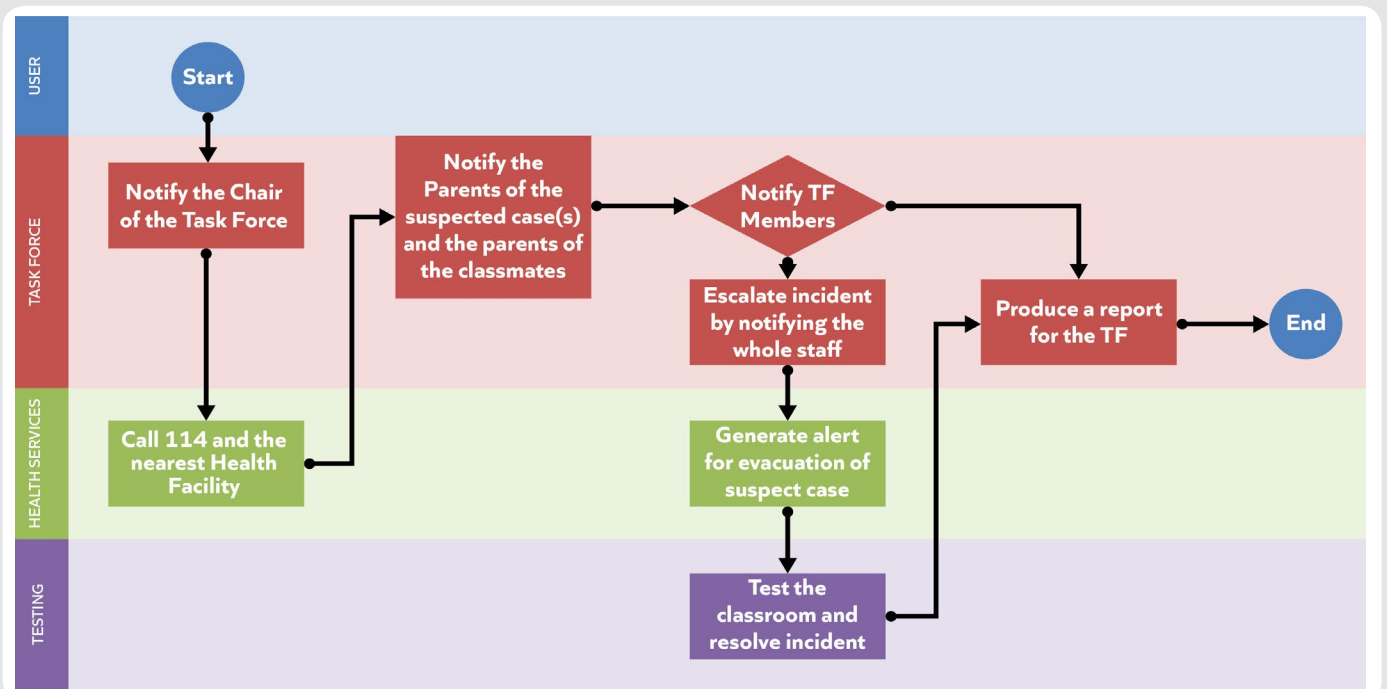 USER
Start
TASK FORCE
Notify the Chair
of the Task Force
Notify the
Parents of the
suspected case(s)
and the parents of
the classmates
Notify TF
Members
Escalate incident
by notifying the
whole staff
Produce a report
for the TF
End
HEALTH SERVICES
Call 114 and the
nearest Health
Facility
Generate alert
for evacuation of
suspect case
TESTING
Test the
classroom and
resolve incident